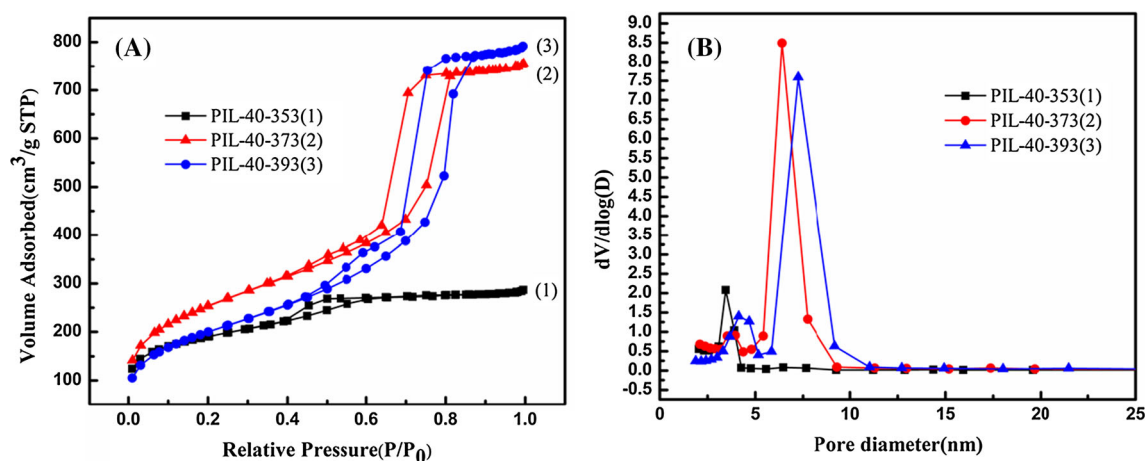 (A)
Volume Adsorbed(cm³/g STP)
800
700
600
500
400
300
200
100
PIL-40-353(1)
PIL-40-373(2)
PIL-40-393(3)
(3)
(2)
(1)
0.0 0.2 0.4 0.6 0.8 1.0
Relative Pressure(P/P₀)
(B)
dV/dlog(D)
9.0
8.5
8.0
7.5
7.0
6.5
6.0
5.5
5.0
4.5
4.0
3.5
3.0
2.5
2.0
1.5
1.0
0.5
0.0
-0.5
PIL-40-353(1)
PIL-40-373(2)
PIL-40-393(3)
0 5 10 15 20 25
Pore diameter(nm)